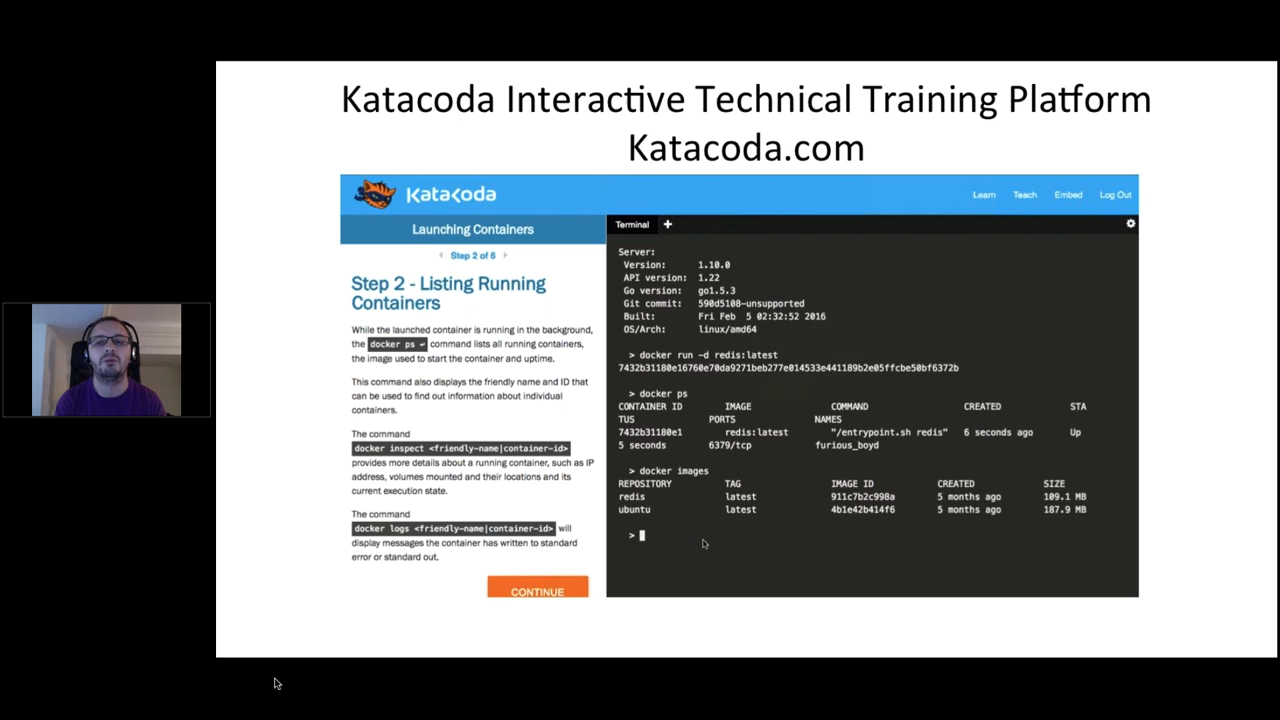 Katacoda Interactive Technical Training Platform
Katacoda.com
KataKoda
Learn Teach Embed Log Out
Launching Containers
Step 2 of 6
Step 2 - Listing Running
Containers
While the launched container is running in the background,
the docker ps ↵ command lists all running containers,
the image used to start the container and uptime.
This command also displays the friendly name and ID that
can be used to find out information about individual
containers.
The command
docker inspect <friendly-name|container-id>
provides more details about a running container, such as IP
address, volumes mounted and their locations and its
current execution state.
The command
docker logs <friendly-name|container-id> will
display messages the container has written to standard
error or standard out.
CONTINUE
Terminal +
Server:
Version: 1.10.0
API version: 1.22
Go version: go1.5.3
Git commit: 590d5108-unsupported
Built: Fri Feb 5 02:32:52 2016
OS/Arch: linux/amd64
> docker run -d redis:latest
7432b31180e16760e70da9271beb277e014533e441189b2e05ffcbe50bf6372b
> docker ps
CONTAINER ID IMAGE COMMAND CREATED STA
TUS PORTS NAMES
7432b31180e1 redis:latest "/entrypoint.sh redis" 6 seconds ago Up
5 seconds 6379/tcp furious_boyd
> docker images
REPOSITORY TAG IMAGE ID CREATED SIZE
redis latest 911c7b2c998a 5 months ago 109.1 MB
ubuntu latest 4b1e42b414f6 5 months ago 187.9 MB
>